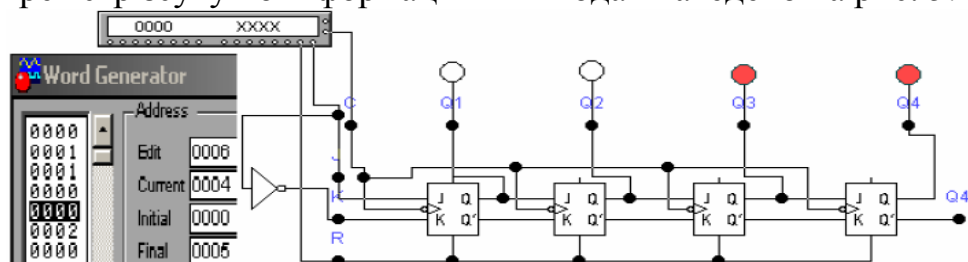 0000 XXXX
Word Generator
Address
0000
0001
0001
0000
0000
0002
0000
Edit 0006
Current 0004
Initial 0000
Final 0005
C
J
K
R
Q1
Q2
Q3
Q4
J Q
K Q'
J Q
K Q'
J Q
K Q'
J Q
K Q'
Q4